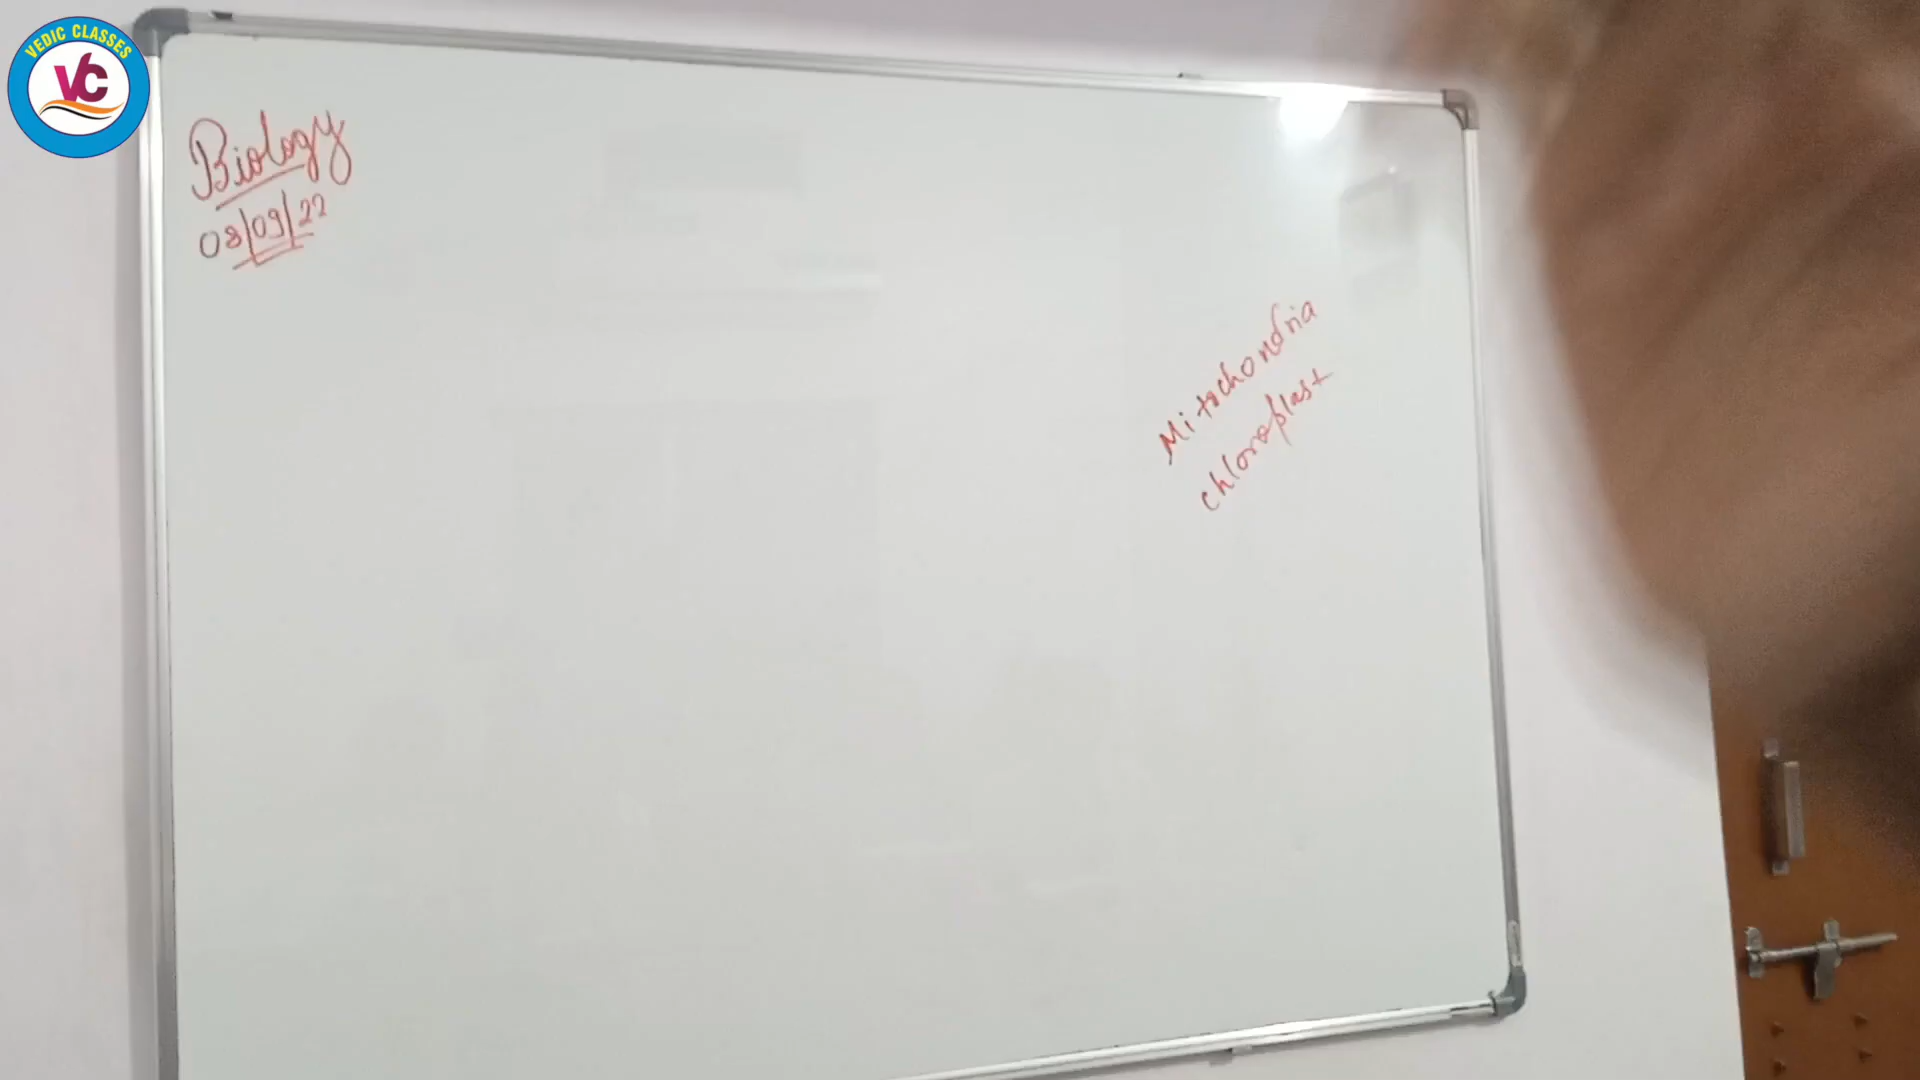 VEDIC CLASSES
VC
Biology
08/09/22
Mitochondria
chloroplast